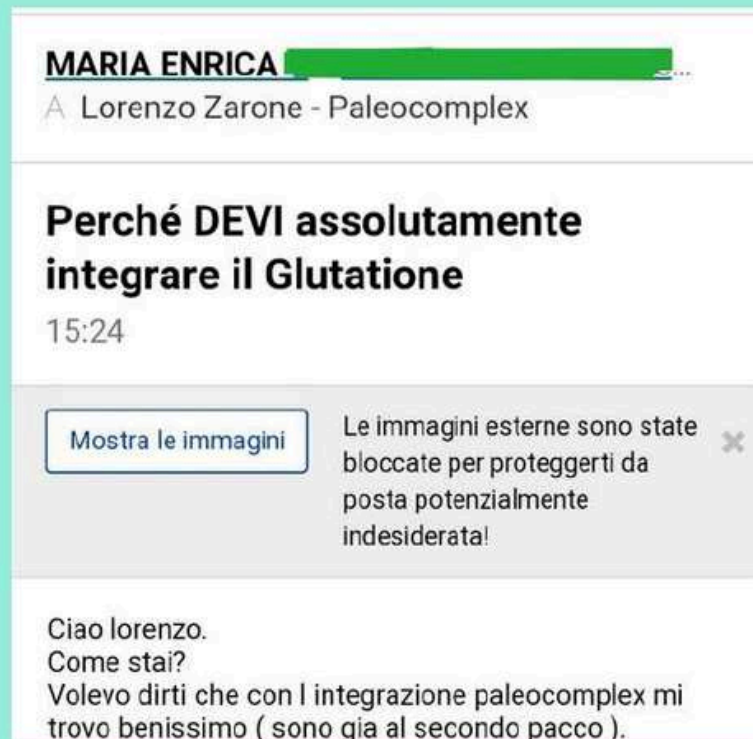 MARIA ENRICA
A Lorenzo Zarone - Paleocomplex
Perché DEVI assolutamente
integrare il Glutatione
15:24
Mostra le immagini
Le immagini esterne sono state
bloccate per proteggerti da
posta potenzialmente
indesiderata!
Ciao lorenzo.
Come stai?
Volevo dirti che con l integrazione paleocomplex mi
trovo benissimo ( sono gia al secondo pacco ).